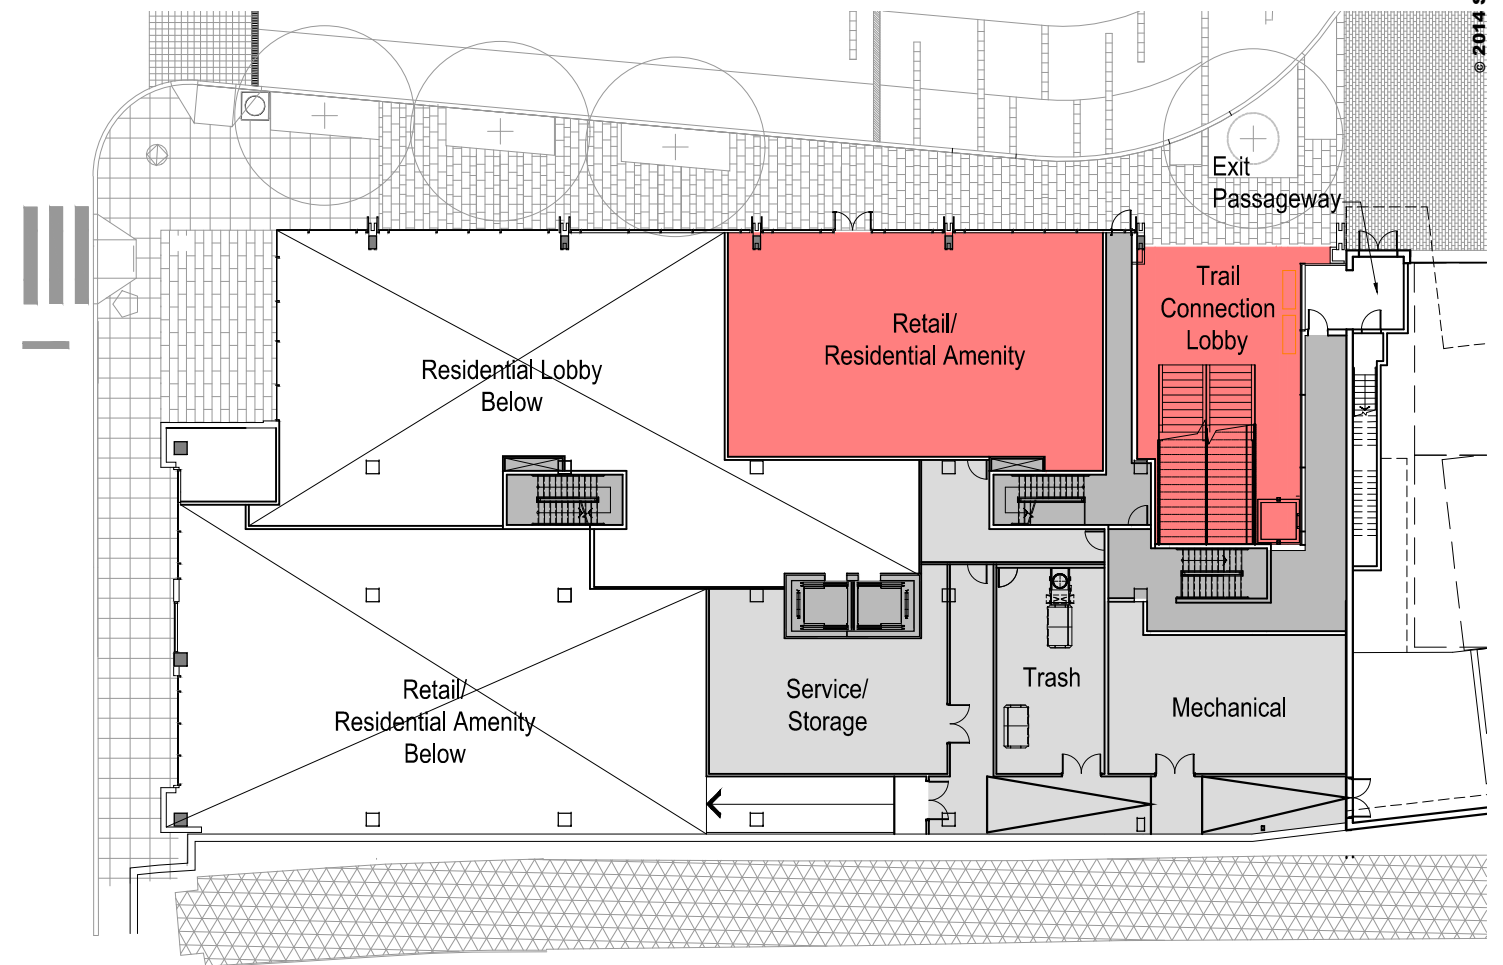 © 2014 S
Exit
Passageway
Trail
Connection
Lobby
Retail/
Residential Amenity
Residential Lobby
Below
Retail/
Residential Amenity
Below
Service/
Storage
Trash
Mechanical